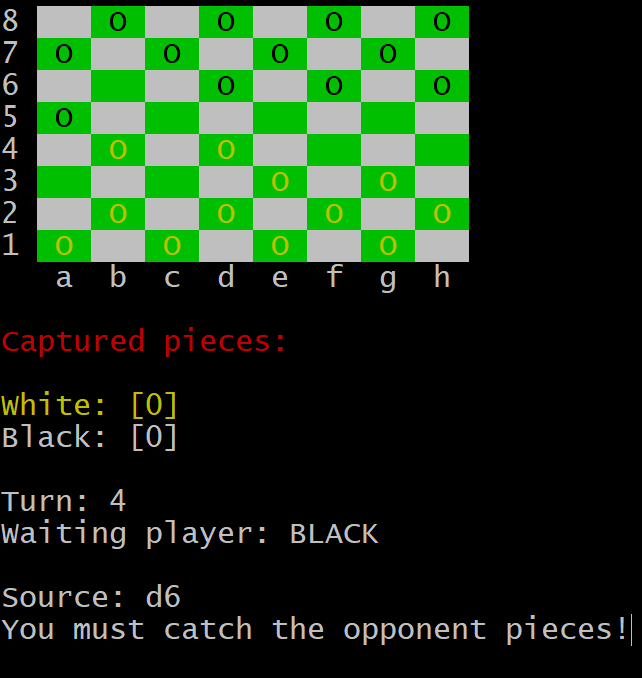 8 O O O O
7 O O O O
6 O O O
5 O
4 O O
3 O O
2 O O O O
1 O O O O
a b c d e f g h
Captured pieces:
White: [0]
Black: [0]
Turn: 4
Waiting player: BLACK
Source: d6
You must catch the opponent pieces!